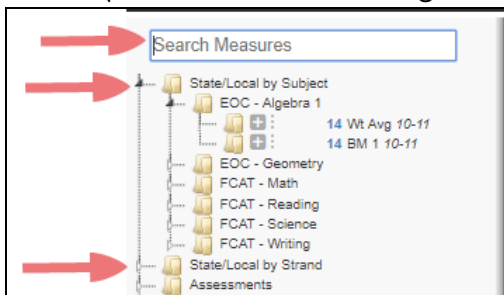 Search Measures
State/Local by Subject
EOC - Algebra 1
14 Wt Avg 10-11
14 BM 1 10-11
EOC - Geometry
FCAT - Math
FCAT - Reading
FCAT - Science
FCAT - Writing
State/Local by Strand
Assessments